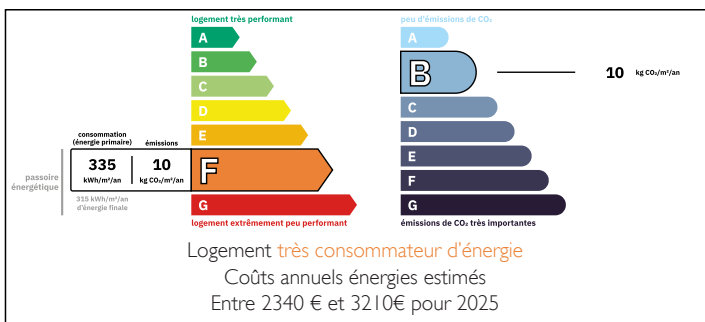 logement très performant
A
B
C
D
E
consommation
(énergie primaire)
émissions
335
kWh/m²/an
10
kg CO₂/m²/an
F
passoire
énergétique
315 kWh/m²/an
d'énergie finale
G
logement extrêmement peu performant
peu d'émissions de CO₂
A
B
10 kg CO₂/m²/an
C
D
E
F
G
émissions de CO₂ très importantes
Logement très consommateur d'énergie
Coûts annuels énergies estimés
Entre 2340 € et 3210€ pour 2025